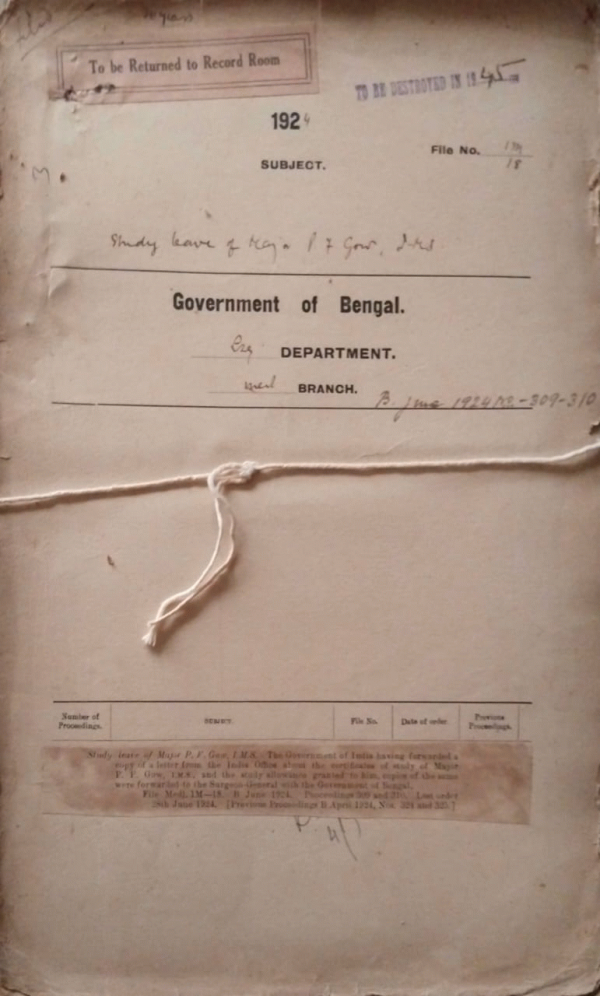 To be Returned to Record Room
TO BE DESTROYED IN 1945
1924
File No. 1M
18
SUBJECT.
Study leave of Major P F Gow, I.M.S.
Government of Bengal.
DEPARTMENT.
Med BRANCH.
B. June 1924 Nos-309-310
Number of Proceedings.
SUBJECT.
File No.
Date of order
Previous Proceedings.
Study leave of Major P. F. Gow, I.M.S. The Government of India having forwarded a
copy of a letter from the India Office about the certificates of study of Major
P. F. Gow, I.M.S., and the study allowance granted to him, copies of the same
were forwarded to the Surgeon-General with the Government of Bengal.
File Medl. 1M—18. B June 1924. Proceedings 309 and 310. Last order
June 1924. [Previous Proceedings B April 1924, Nos. 324 and 325.]